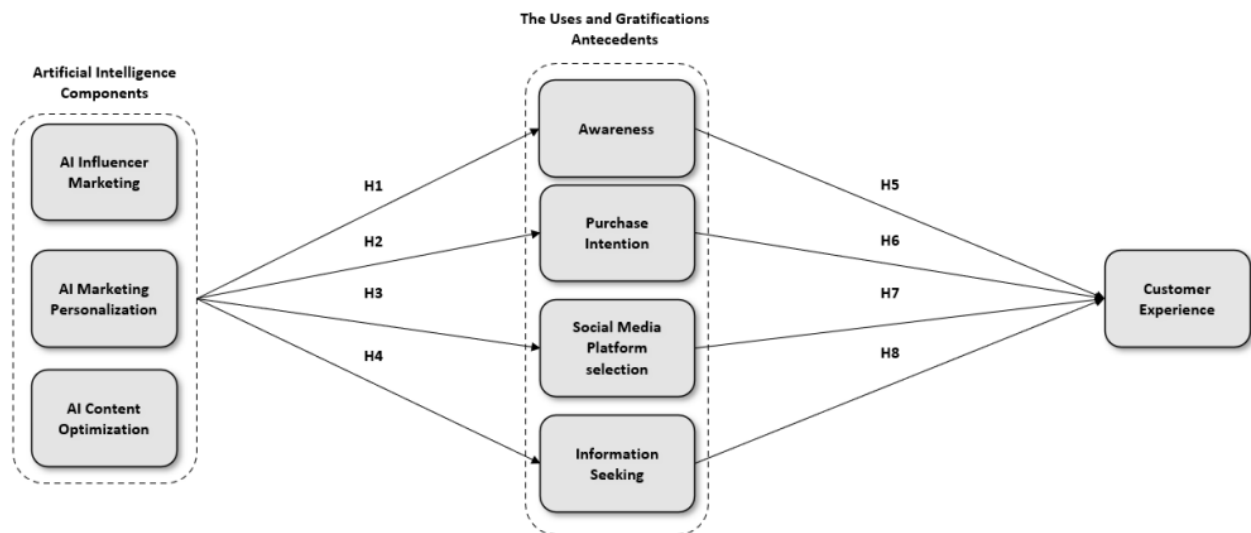 The Uses and Gratifications
Antecedents
Artificial Intelligence
Components
AI Influencer
Marketing
AI Marketing
Personalization
AI Content
Optimization
H1
H2
H3
H4
Awareness
Purchase
Intention
Social Media
Platform
selection
Information
Seeking
H5
H6
H7
H8
Customer
Experience